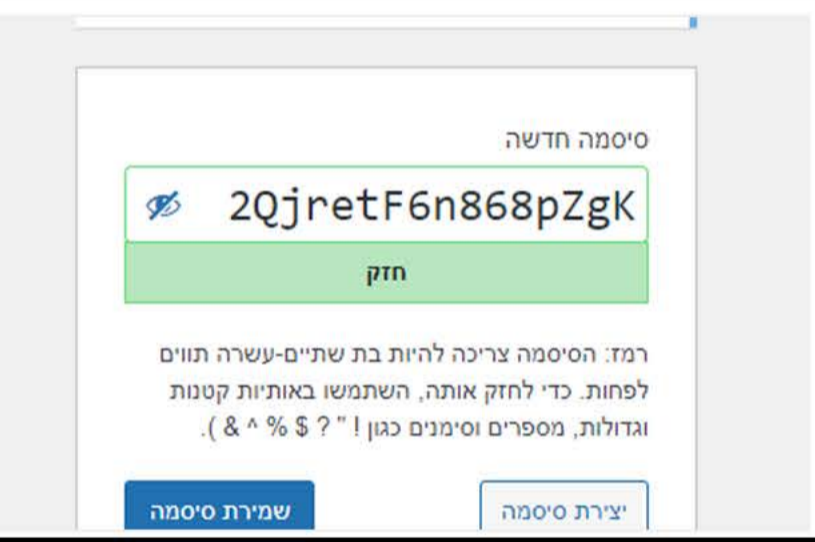 סיסמה חדשה
2QjretF6n868pZgK
חזק
רמז: הסיסמה צריכה להיות בת שתיים-עשרה תווים
לפחות. כדי לחזק אותה, השתמשו באותיות קטנות
וגדולות, מספרים וסימנים כגון ! " ? $ % ^ & ).
יצירת סיסמה
שמירת סיסמה